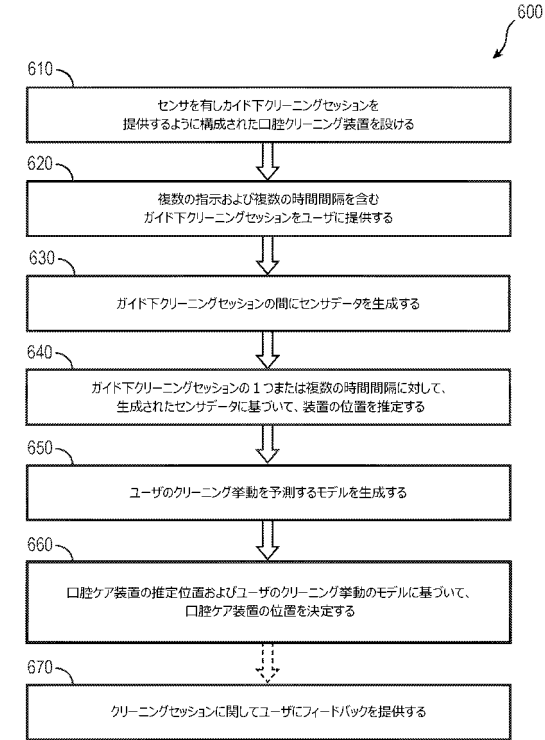 600
610
センサを有しガイド下クリーニングセッションを
提供するように構成された口腔クリーニング装置を設ける
620
複数の指示および複数の時間間隔を含む
ガイド下クリーニングセッションをユーザに提供する
630
ガイド下クリーニングセッションの間にセンサデータを生成する
640
ガイド下クリーニングセッションの1つまたは複数の時間間隔に対して、
生成されたセンサデータに基づいて、装置の位置を推定する
650
ユーザのクリーニング挙動を予測するモデルを生成する
660
口腔ケア装置の推定位置およびユーザのクリーニング挙動のモデルに基づいて、
口腔ケア装置の位置を決定する
670
クリーニングセッションに関してユーザにフィードバックを提供する